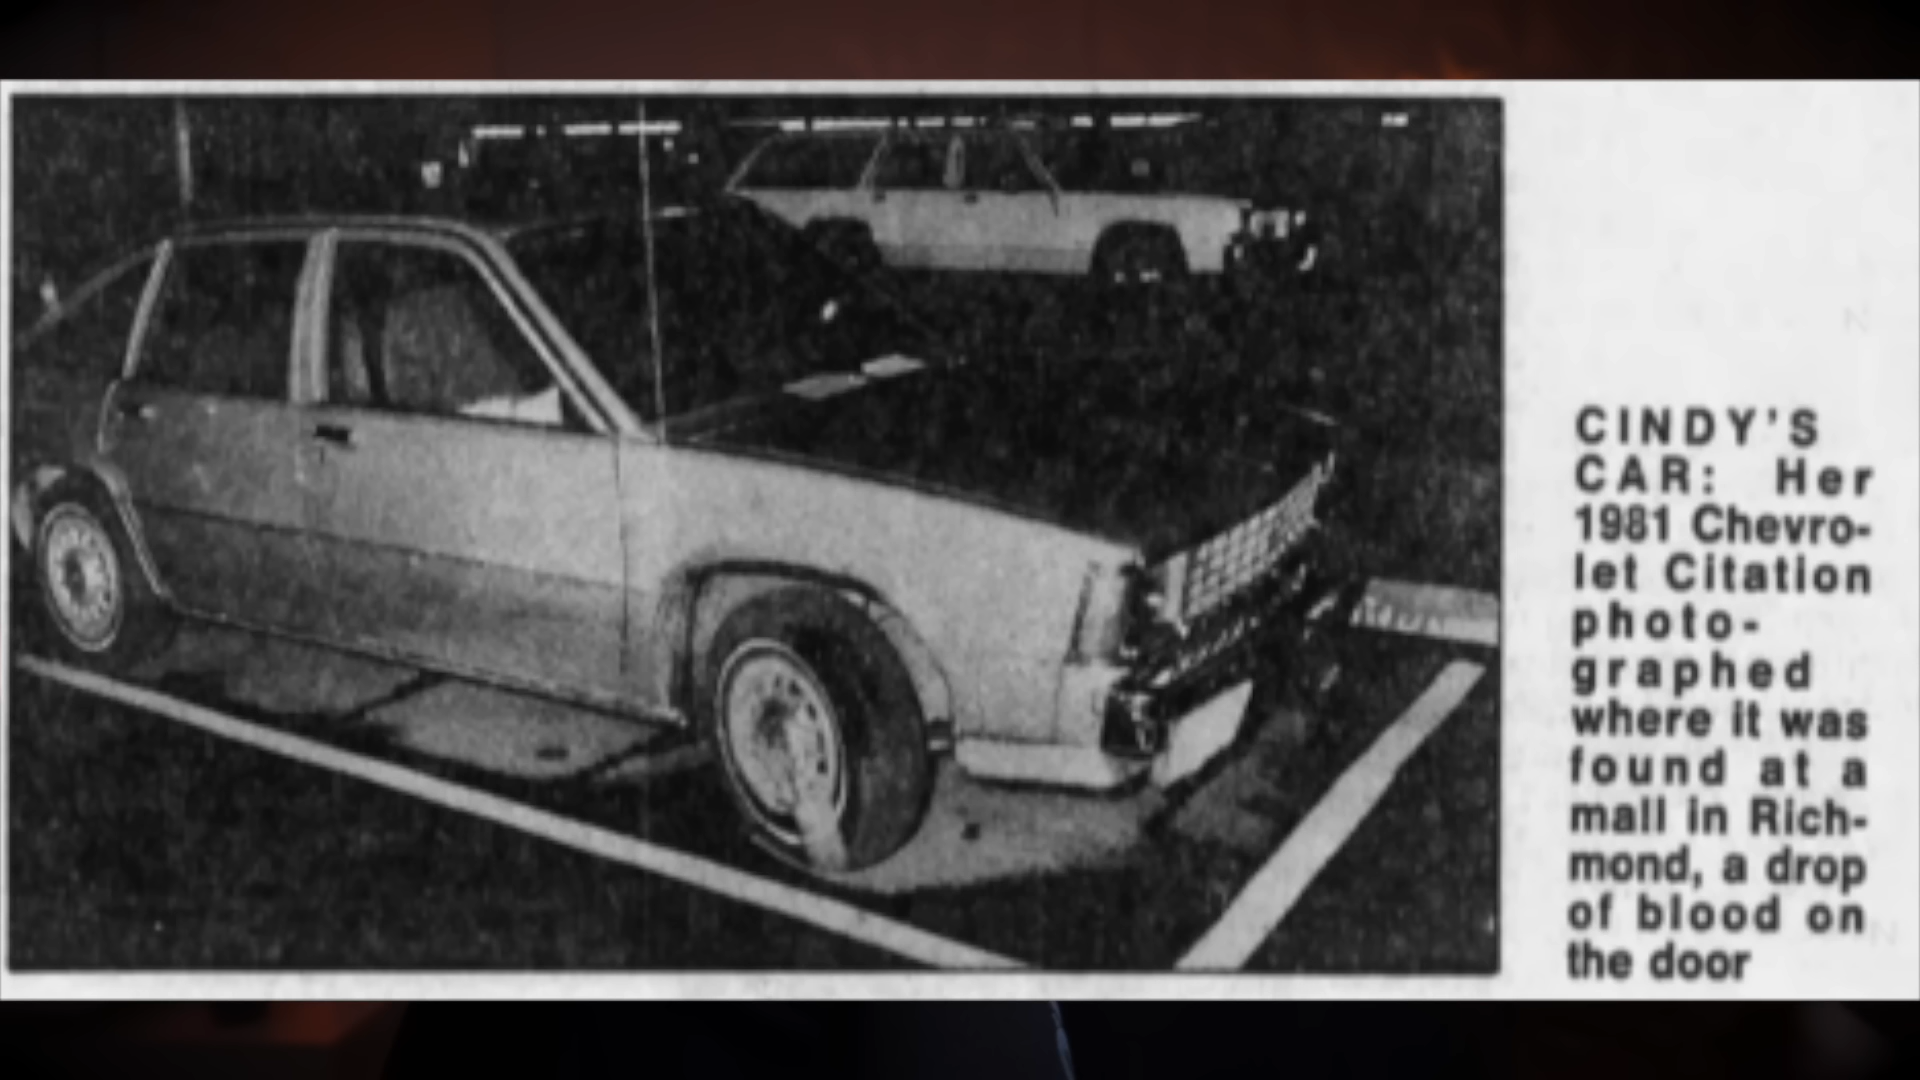 CINDY'S
CAR: Her
1981 Chevro-
let Citation
photo-
graphed
where it was
found at a
mall in Rich-
mond, a drop
of blood on
the door